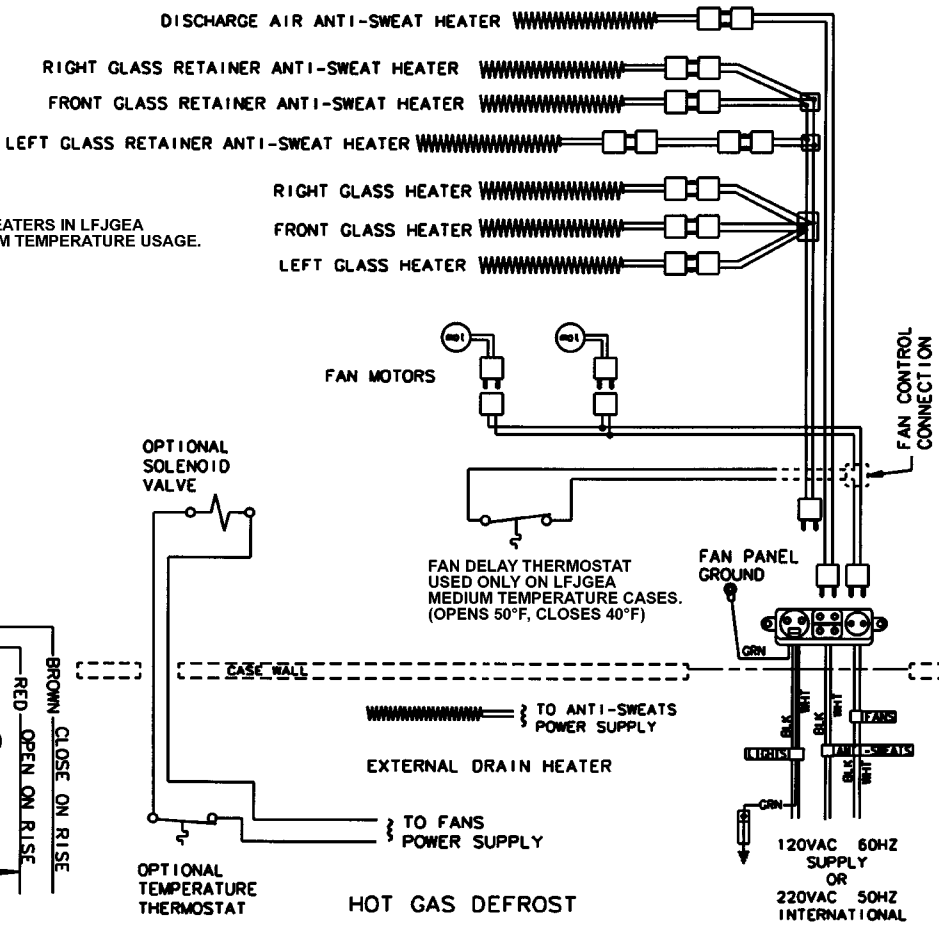 DISCHARGE AIR ANTI-SWEAT HEATER
RIGHT GLASS RETAINER ANTI-SWEAT HEATER
FRONT GLASS RETAINER ANTI-SWEAT HEATER
LEFT GLASS RETAINER ANTI-SWEAT HEATER
RIGHT GLASS HEATER
EATERS IN LFJGEA
M TEMPERATURE USAGE.
FRONT GLASS HEATER
LEFT GLASS HEATER
mot
mot
FAN MOTORS
FAN CONTROL
CONNECTION
OPTIONAL
SOLENOID
VALVE
FAN DELAY THERMOSTAT
USED ONLY ON LFJGEA
MEDIUM TEMPERATURE CASES.
(OPENS 50°F, CLOSES 40°F)
FAN PANEL
GROUND
GRN
CASE WALL
BROWN CLOSE ON RISE
RED OPEN ON RISE
TO ANTI-SWEATS
POWER SUPPLY
BLK
WHT
BLK
WHT
FANS
LIGHTS
ANTI-SWEATS
BLK
WHT
EXTERNAL DRAIN HEATER
GRN
TO FANS
POWER SUPPLY
120VAC 60HZ
SUPPLY
OR
220VAC 50HZ
INTERNATIONAL
OPTIONAL
TEMPERATURE
THERMOSTAT
HOT GAS DEFROST